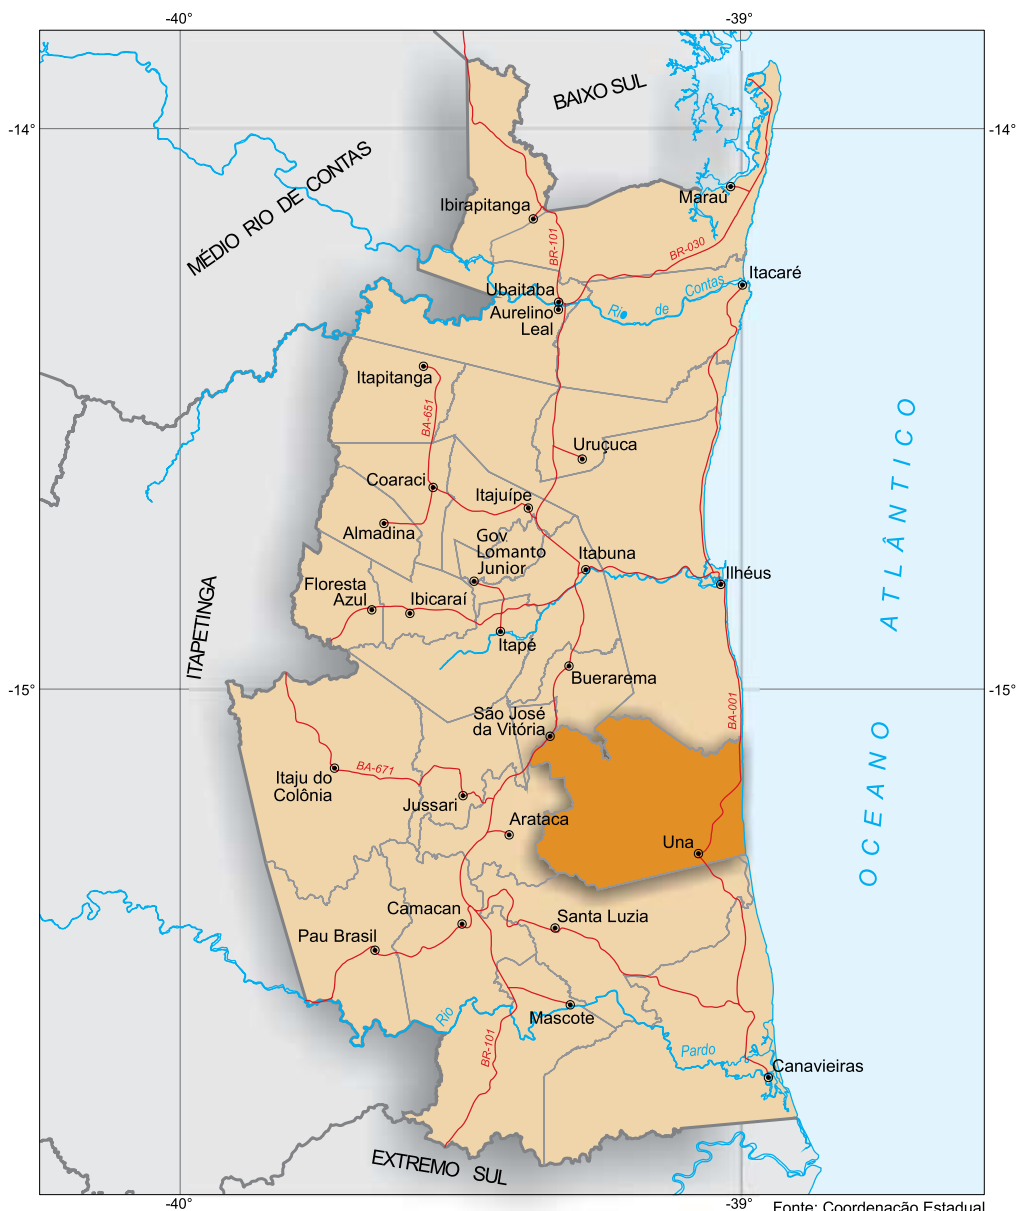 -40°
-39°
BAIXO SUL
-14°
-14°
MÉDIO RIO DE CONTAS
Maraú
Ibirapitanga
BR-101
BR-030
Itacaré
Ubaitaba
Contas
Rio
de
Aurelino
Leal
Itapitanga
BA-651
Uruçuca
Coaraci
Itajuípe
Almadina
Gov.
Lomanto
Junior
Itabuna
Ilhéus
Floresta
Azul
Ibicaraí
Itapé
ITAPETINGA
Buerarema
-15°
-15°
BA-001
São José
da Vitória
OCEANO ATLÂNTICO
BA-671
Itaju do
Colônia
Jussari
Arataca
Una
Camacan
Santa Luzia
Pau Brasil
Rio
Mascote
BR-101
Pardo
Canavieiras
EXTREMO SUL
-40°
-39°
Fonte: Coordenação Estadual